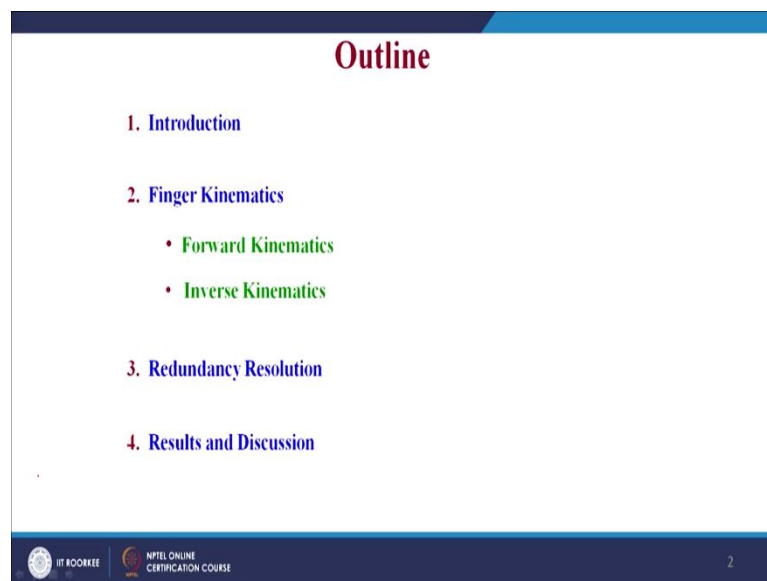 Outline
1. Introduction
2. Finger Kinematics
• Forward Kinematics
• Inverse Kinematics
3. Redundancy Resolution
4. Results and Discussion
IIT ROORKEE
NPTEL ONLINE
CERTIFICATION COURSE
2